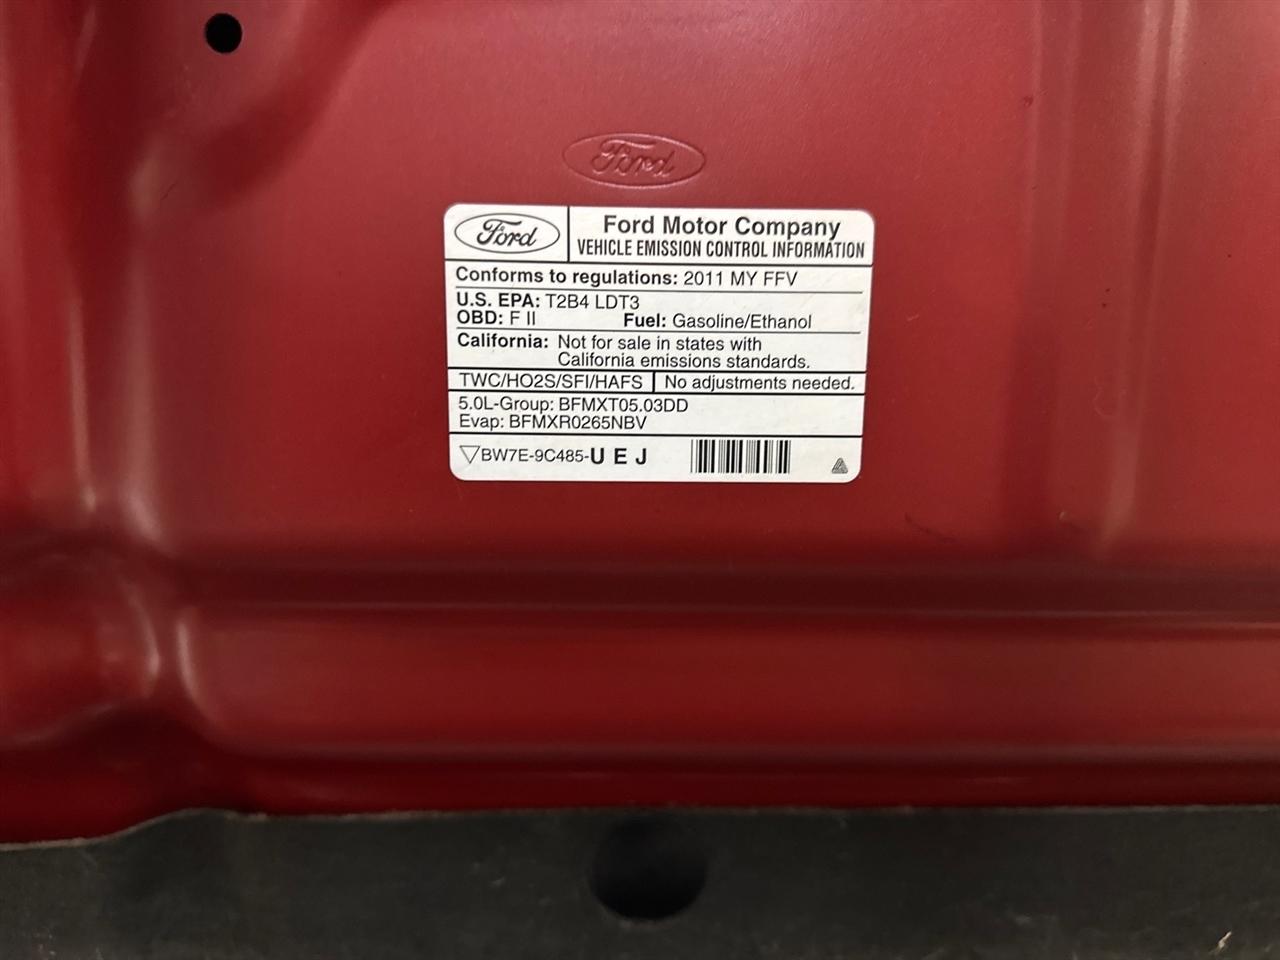 Ford
Ford
Ford Motor Company
VEHICLE EMISSION CONTROL INFORMATION
Conforms to regulations: 2011 MY FFV
U.S. EPA: T2B4 LDT3
OBD: F II Fuel: Gasoline/Ethanol
California: Not for sale in states with
California emissions standards.
TWC/HO2S/SFI/HAFS No adjustments needed.
5.0L-Group: BFMXT05.03DD
Evap: BFMXR0265NBV
BW7E-9C485-U E J